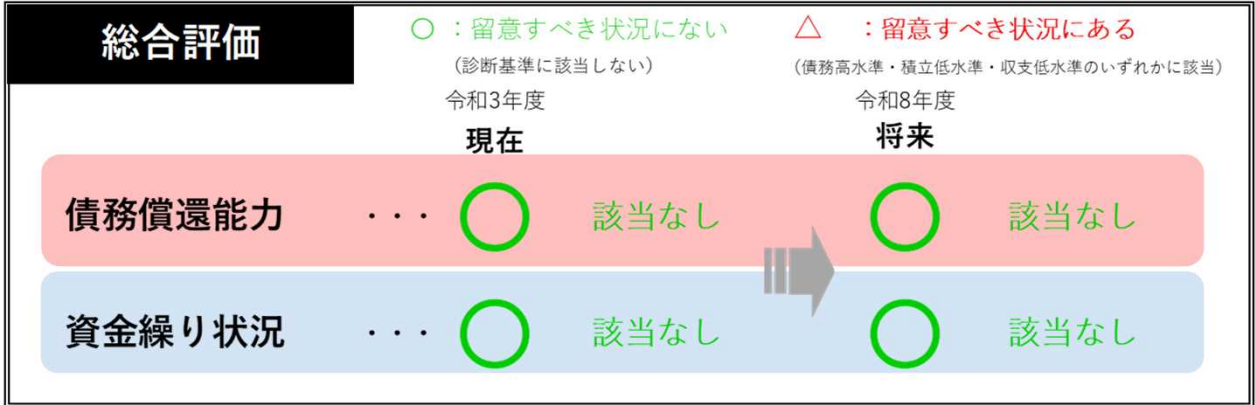 総合評価
○ ：留意すべき状況にない
△ ：留意すべき状況にある
（診断基準に該当しない）
（債務高水準・積立低水準・収支低水準のいずれかに該当）
令和3年度
令和8年度
現在
将来
債務償還能力 ・・・ ○ 該当なし ○ 該当なし
資金繰り状況 ・・・ ○ 該当なし ○ 該当なし